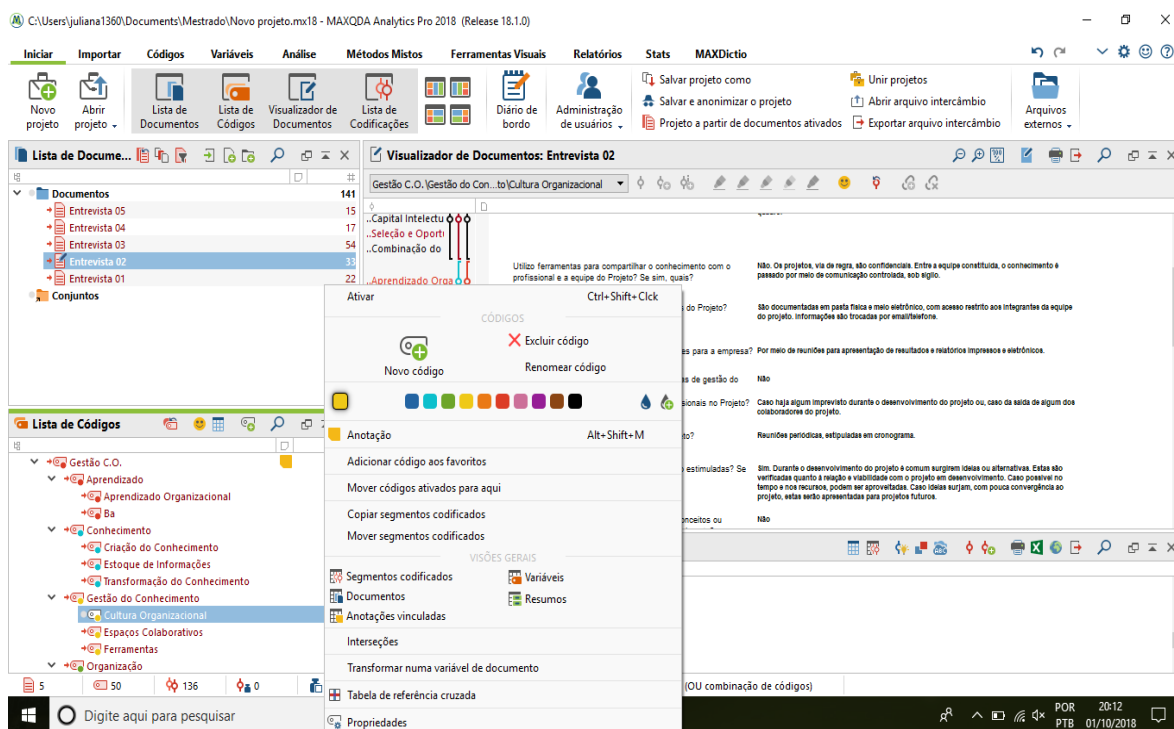 C:\Users\juliana1360\Documents\Mestrado\Novo projeto.mx18 - MAXQDA Analytics Pro 2018 (Release 18.1.0)
Iniciar Importar Códigos Variáveis Análise Métodos Mistos Ferramentas Visuais Relatórios Stats MAXDictio
Novo projeto
Abrir projeto
Lista de Documentos
Lista de Códigos
Visualizador de Documentos
Lista de Codificações
Diário de bordo
Administração de usuários
Salvar projeto como
Salvar e anonimizar o projeto
Projeto a partir de documentos ativados
Unir projetos
Abrir arquivo intercâmbio
Exportar arquivo intercâmbio
Arquivos externos
Lista de Docume...
#
Documentos 141
Entrevista 05 15
Entrevista 04 17
Entrevista 03 54
Entrevista 02 33
Entrevista 01 22
Conjuntos
Visualizador de Documentos: Entrevista 02
Gestão C.O.\Gestão do Con...to\Cultura Organizacional
..Capital Intelectu
..Seleção e Oport
..Combinação do
..Aprendizado Orga
Utilizo ferramentas para compartilhar o conhecimento com o
profissional e a equipe do Projeto? Se sim, quais?
Não. Os projetos, via de regra, são confidenciais. Entre a equipe constituída, o conhecimento é
passado por meio de comunicação controlada, sob sigilo.
do Projeto?
São documentadas em pasta física e meio eletrônico, com acesso restrito aos integrantes da equipe
do projeto. Informações são trocadas por email/telefone.
es para a empresa?
Por meio de reuniões para apresentação de resultados e relatórios impressos e eletrônicos.
as de gestão do
Não
sionais no Projeto?
Caso haja algum imprevisto durante o desenvolvimento do projeto ou, caso da saída de algum dos
colaboradores do projeto.
to?
Reuniões periódicas, estipuladas em cronograma.
estimuladas? Se
Sim. Durante o desenvolvimento do projeto é comum surgirem ideias ou alternativas. Estas são
verificadas quanto à relação e viabilidade com o projeto em desenvolvimento. Caso possível no
tempo e nos recursos, podem ser aproveitadas. Caso ideias surjam, com pouca convergência ao
projeto, estas serão apresentadas para projetos futuros.
onceitos ou
Não
Ativar Ctrl+Shift+Clck
CÓDIGOS
Novo código
Excluir código
Renomear código
Anotação Alt+Shift+M
Adicionar código aos favoritos
Mover códigos ativados para aqui
Copiar segmentos codificados
Mover segmentos codificados
VISÕES GERAIS
Segmentos codificados Variáveis
Documentos Resumos
Anotações vinculadas
Interseções
Transformar numa variável de documento
Tabela de referência cruzada
Propriedades
Lista de Códigos
Gestão C.O.
Aprendizado
Aprendizado Organizacional
Ba
Conhecimento
Criação do Conhecimento
Estoque de Informações
Transformação do Conhecimento
Gestão do Conhecimento
Cultura Organizacional
Espaços Colaborativos
Ferramentas
Organização
5 50 136 0
(OU combinação de códigos)
Digite aqui para pesquisar
POR
PTB
20:12
01/10/2018